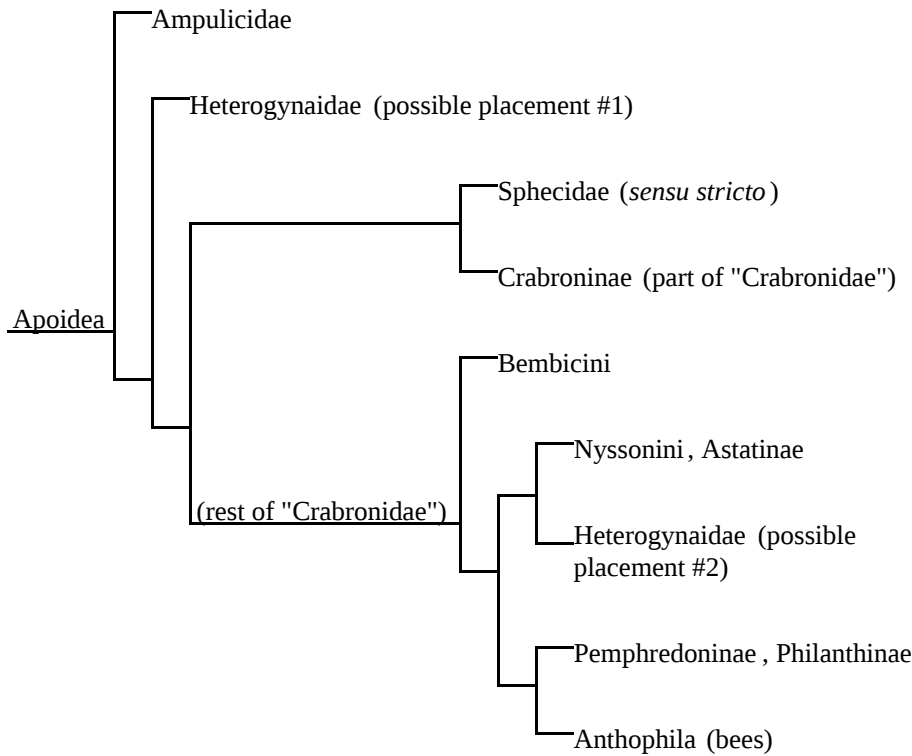 Ampulicidae
Heterogynaidae (possible placement #1)
Sphecidae (sensu stricto)
Crabroninae (part of "Crabronidae")
Apoidea
Bembicini
Nyssonini, Astatinae
(rest of "Crabronidae")
Heterogynaidae (possible
placement #2)
Pemphredoninae, Philanthinae
Anthophila (bees)